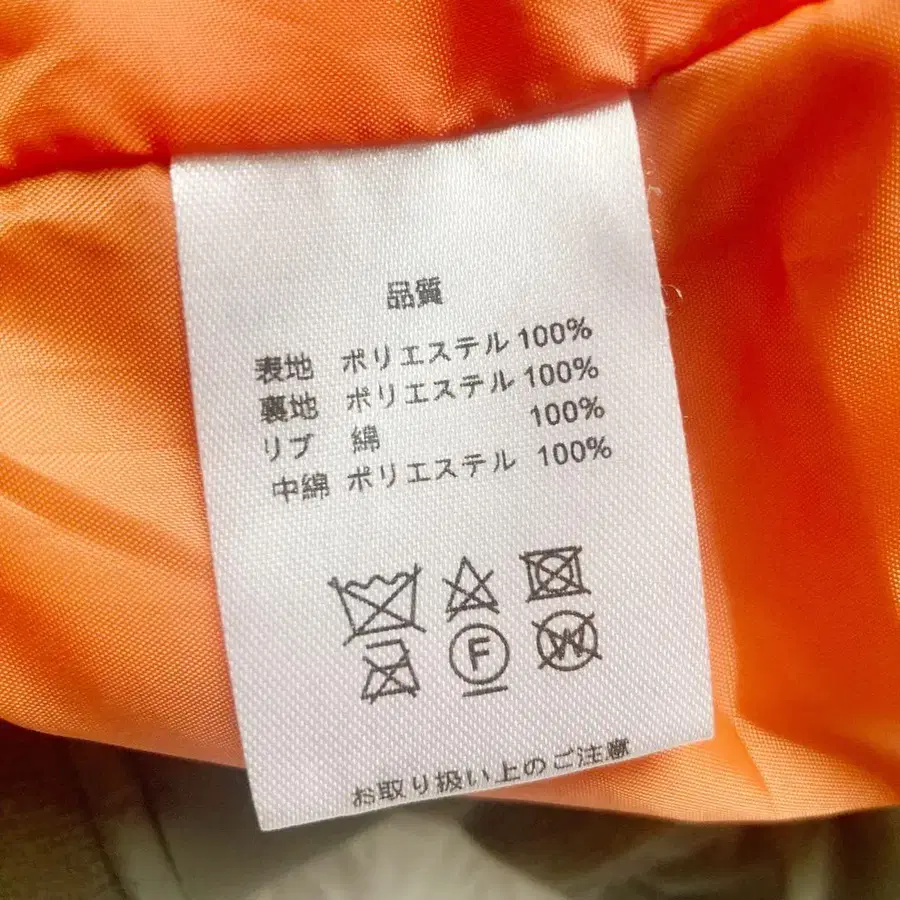 品質
表地 ポリエステル 100%
裏地 ポリエステル 100%
リブ 綿 100%
中綿 ポリエステル 100%
F W
お取り扱い上のご注意